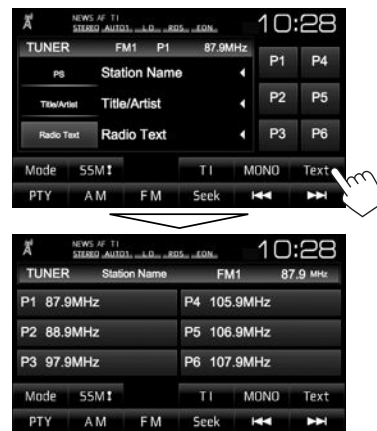 NEWS AF TI
STEREO AUTO1 LO RDS EON 10:28
TUNER FM1 P1 87.9MHz
PS Station Name P1 P4
Title/Artist Title/Artist P2 P5
Radio Text Radio Text P3 P6
Mode SSM TI MONO Text
PTY AM FM Seek
NEWS AF TI
STEREO AUTO1 LO RDS EON 10:28
TUNER Station Name FM1 87.9 MHz
P1 87.9MHz P4 105.9MHz
P2 88.9MHz P5 106.9MHz
P3 97.9MHz P6 107.9MHz
Mode SSM TI MONO Text
PTY AM FM Seek